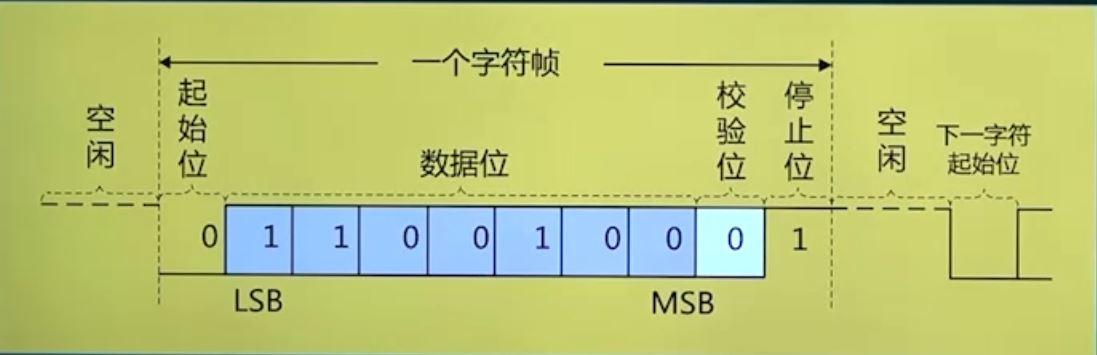 一个字符帧
空闲
起始位
数据位
校验位
停止位
空闲
下一字符
起始位
0 1 1 0 0 1 0 0 0 1
LSB
MSB